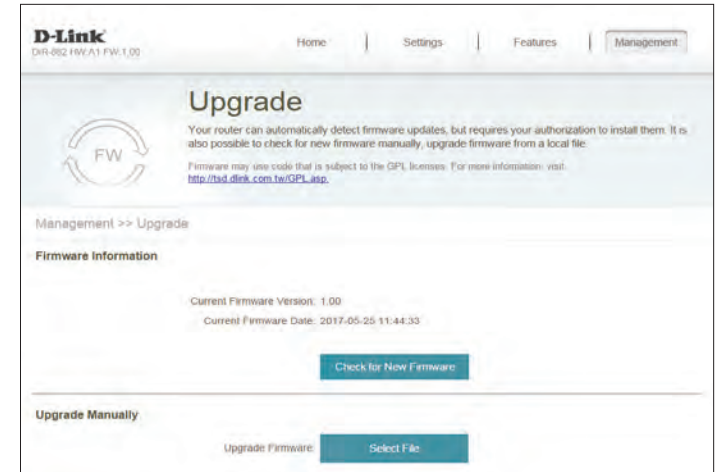 D-Link
DIR-882 HW:A1 FW:1.00
Home | Settings | Features | Management
Upgrade
Your router can automatically detect firmware updates, but requires your authorization to install them. It is
also possible to check for new firmware manually, upgrade firmware from a local file.
FW
Firmware may use code that is subject to the GPL licenses. For more information: visit:
http://tsd.dlink.com.tw/GPL.asp.
Management >> Upgrade
Firmware Information
Current Firmware Version: 1.00
Current Firmware Date: 2017-05-25 11:44:33
Check for New Firmware
Upgrade Manually
Upgrade Firmware: Select File